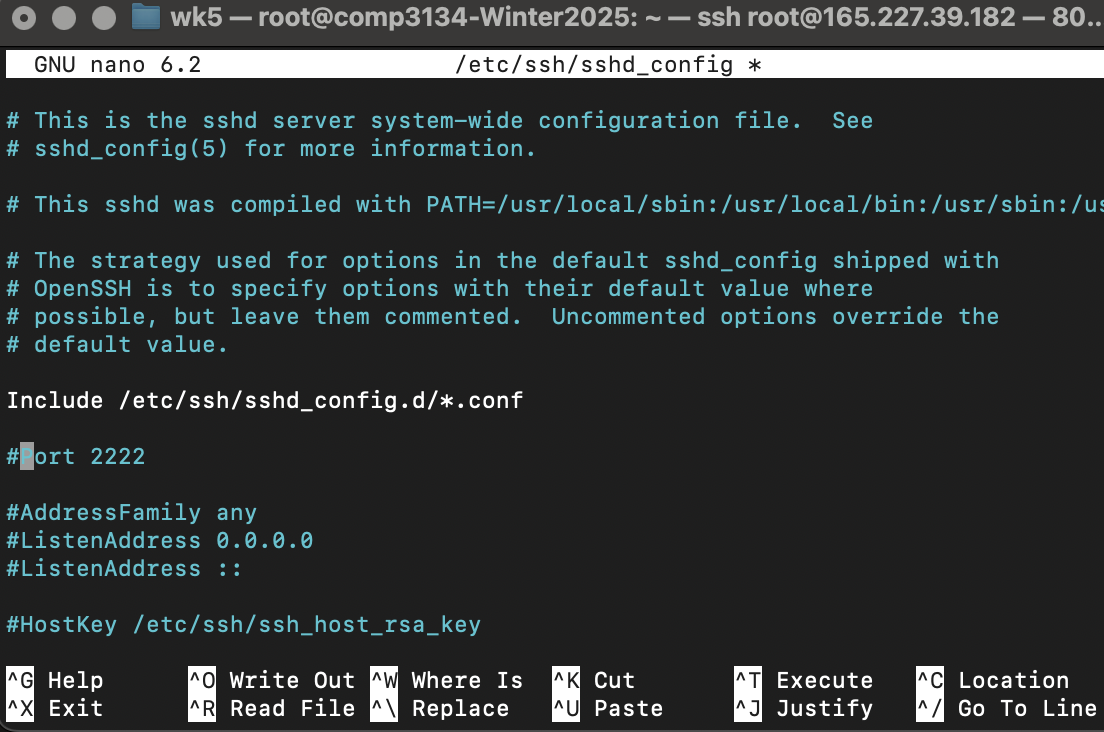 wk5 — root@comp3134-Winter2025: ~ — ssh root@165.227.39.182 — 80...
GNU nano 6.2 /etc/ssh/sshd_config *
# This is the sshd server system-wide configuration file.  See
# sshd_config(5) for more information.
# This sshd was compiled with PATH=/usr/local/sbin:/usr/local/bin:/usr/sbin:/us
# The strategy used for options in the default sshd_config shipped with
# OpenSSH is to specify options with their default value where
# possible, but leave them commented.  Uncommented options override the
# default value.
Include /etc/ssh/sshd_config.d/*.conf
#Port 2222
#AddressFamily any
#ListenAddress 0.0.0.0
#ListenAddress ::
#HostKey /etc/ssh/ssh_host_rsa_key
^G Help ^O Write Out ^W Where Is ^K Cut ^T Execute ^C Location
^X Exit ^R Read File ^\ Replace ^U Paste ^J Justify ^/ Go To Line